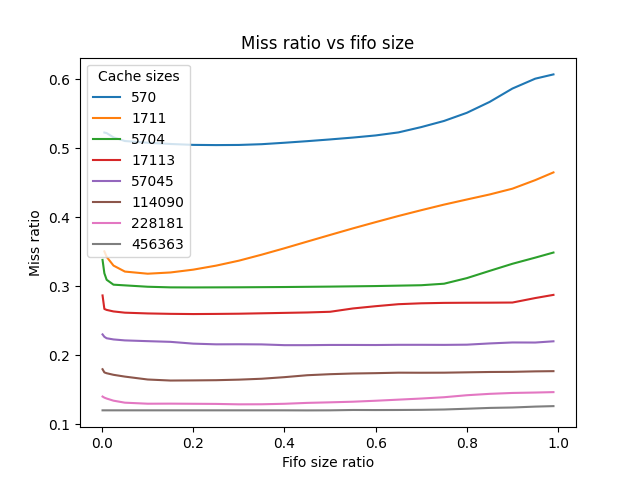 Miss ratio vs fifo size
Cache sizes
570
1711
5704
17113
57045
114090
228181
456363
Miss ratio
0.6
0.5
0.4
0.3
0.2
0.1
0.0 0.2 0.4 0.6 0.8 1.0
Fifo size ratio